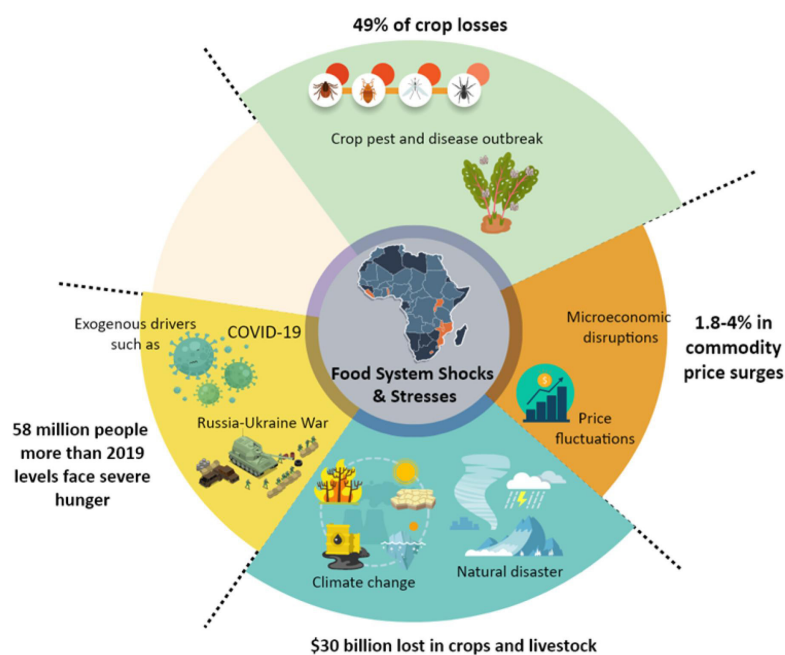 49% of crop losses
Crop pest and disease outbreak
Microeconomic
disruptions
1.8-4% in
commodity
price surges
Price
fluctuations
Exogenous drivers
such as
COVID-19
Russia-Ukraine War
58 million people
more than 2019
levels face severe
hunger
Food System Shocks
& Stresses
Climate change
Natural disaster
$30 billion lost in crops and livestock